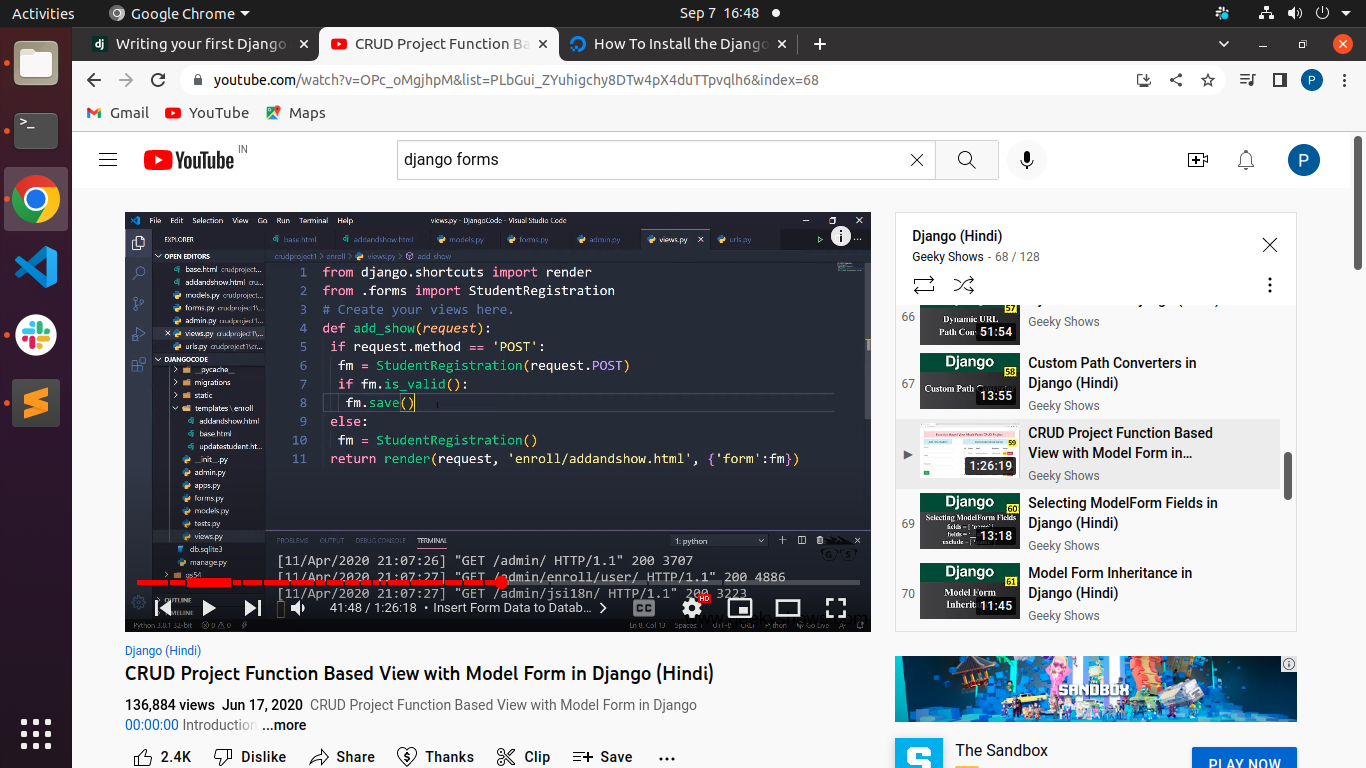 Activities
Google Chrome
Sep 7 16:48
Writing your first Django
CRUD Project Function Ba
How To Install the Django
youtube.com/watch?v=OPc_oMgjhpM&list=PLbGui_ZYuhigchy8DTw4pX4duTTpvqlh6&index=68
P
Gmail
YouTube
Maps
YouTube IN
django forms
P
File Edit Selection View Go Run Terminal Help
views.py - DjangoCode - Visual Studio Code
EXPLORER
base.html addandshow.html models.py forms.py admin.py views.py urls.py
OPEN EDITORS
base.html crudproject...
addandshow.html cru...
models.py crudproject1...
forms.py crudproject1\...
admin.py crudproject1...
views.py crudproject1\...
urls.py crudproject1\cr...
DJANGOCODE
__pycache__
migrations
static
templates \ enroll
addandshow.html
base.html
updatestudent.ht...
__init__.py
admin.py
apps.py
forms.py
models.py
tests.py
views.py
db.sqlite3
manage.py
gs54
OUTLINE
TIMELINE
crudproject1 > enroll > views.py > add_show
1 from django.shortcuts import render
2 from .forms import StudentRegistration
3 # Create your views here.
4 def add_show(request):
5 if request.method == 'POST':
6 fm = StudentRegistration(request.POST)
7 if fm.is_valid():
8 fm.save()
9 else:
10 fm = StudentRegistration()
11 return render(request, 'enroll/addandshow.html', {'form':fm})
PROBLEMS OUTPUT DEBUG CONSOLE TERMINAL
1: python
[11/Apr/2020 21:07:26] "GET /admin/ HTTP/1.1" 200 3707
[11/Apr/2020 21:07:27] "GET /admin/enroll/user/ HTTP/1.1" 200 4886
[11/Apr/2020 21:07:27] "GET /admin/jsi18n/ HTTP/1.1" 200 3223
41:48 / 1:26:18 • Insert Form Data to Datab...
HD
Python 3.8.1 32-bit
Ln 8, Col 13
Python
Go Live
Django (Hindi)
CRUD Project Function Based View with Model Form in Django (Hindi)
136,884 views Jun 17, 2020 CRUD Project Function Based View with Model Form in Django
00:00:00 Introduction ...more
2.4K
Dislike
Share
Thanks
Clip
Save
Django (Hindi)
Geeky Shows - 68 / 128
66
57
Dynamic URL
Path Con
51:54
Geeky Shows
67
Django
58
Custom Path
13:55
Custom Path Converters in
Django (Hindi)
Geeky Shows
59
1:26:19
CRUD Project Function Based
View with Model Form in...
Geeky Shows
69
Django
60
Selecting ModelForm Fields
13:18
Selecting ModelForm Fields in
Django (Hindi)
Geeky Shows
70
Django
61
Model Form
Inherit
11:45
Model Form Inheritance in
Django (Hindi)
Geeky Shows
SANDBOX
The Sandbox
PLAY NOW